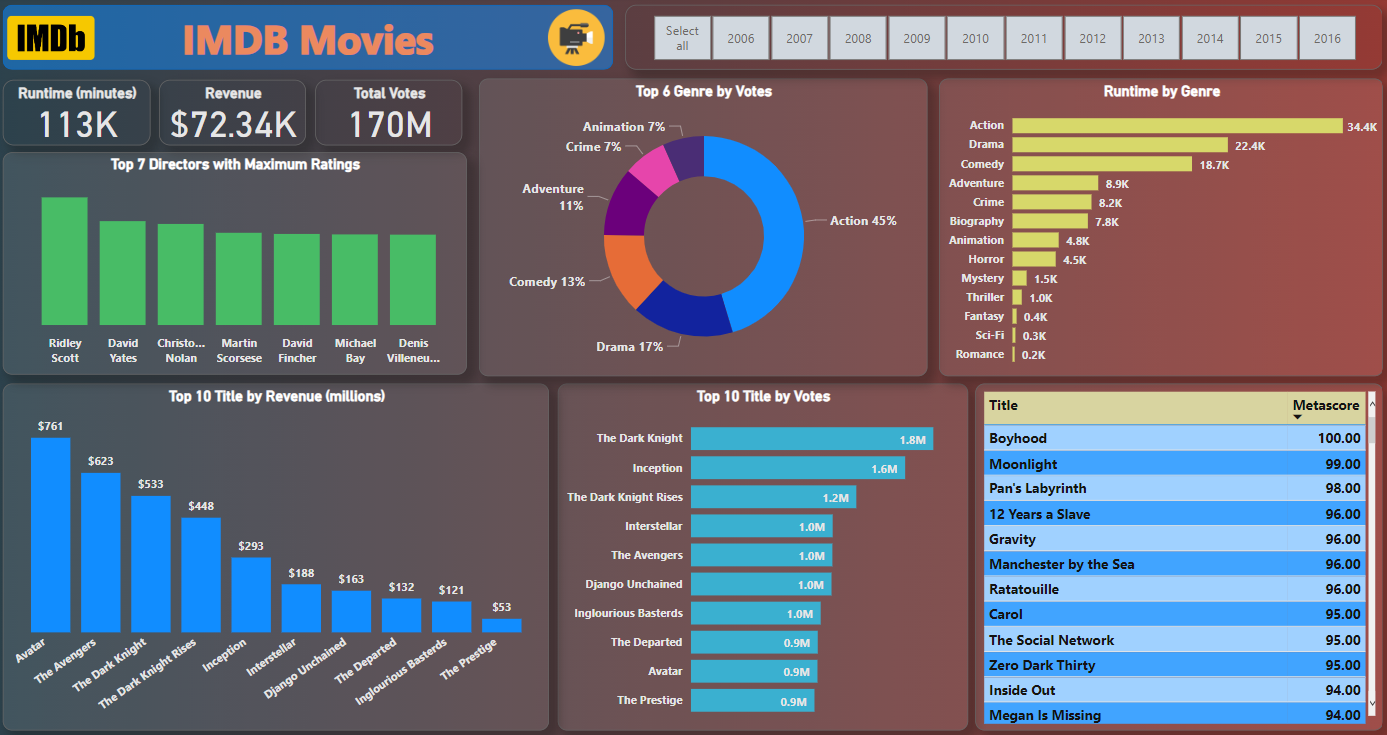 IMDb
IMDB Movies
Select
all
2006
2007
2008
2009
2010
2011
2012
2013
2014
2015
2016
Runtime (minutes)
113K
Revenue
$72.34K
Total Votes
170M
Top 7 Directors with Maximum Ratings
Ridley
Scott
David
Yates
Christo...
Nolan
Martin
Scorsese
David
Fincher
Michael
Bay
Denis
Villeneu...
Top 6 Genre by Votes
Animation 7%
Crime 7%
Adventure
11%
Action 45%
Comedy 13%
Drama 17%
Runtime by Genre
Action 34.4K
Drama 22.4K
Comedy 18.7K
Adventure 8.9K
Crime 8.2K
Biography 7.8K
Animation 4.8K
Horror 4.5K
Mystery 1.5K
Thriller 1.0K
Fantasy 0.4K
Sci-Fi 0.3K
Romance 0.2K
Top 10 Title by Revenue (millions)
$761
$623
$533
$448
$293
$188
$163
$132
$121
$53
Avatar
The Avengers
The Dark Knight
The Dark Knight Rises
Inception
Interstellar
Django Unchained
The Departed
Inglourious Basterds
The Prestige
Top 10 Title by Votes
The Dark Knight 1.8M
Inception 1.6M
The Dark Knight Rises 1.2M
Interstellar 1.0M
The Avengers 1.0M
Django Unchained 1.0M
Inglourious Basterds 1.0M
The Departed 0.9M
Avatar 0.9M
The Prestige 0.9M
Title Metascore
Boyhood 100.00
Moonlight 99.00
Pan's Labyrinth 98.00
12 Years a Slave 96.00
Gravity 96.00
Manchester by the Sea 96.00
Ratatouille 96.00
Carol 95.00
The Social Network 95.00
Zero Dark Thirty 95.00
Inside Out 94.00
Megan Is Missing 94.00